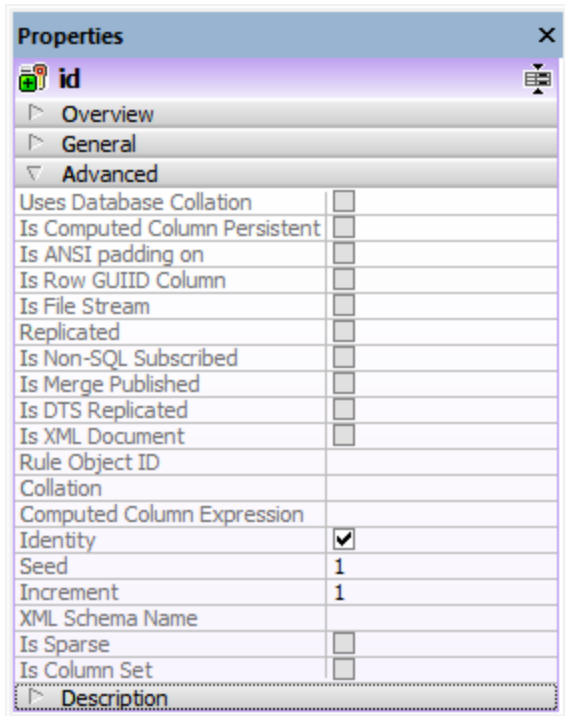 Properties
id
Overview
General
Advanced
Uses Database Collation
Is Computed Column Persistent
Is ANSI padding on
Is Row GUIID Column
Is File Stream
Replicated
Is Non-SQL Subscribed
Is Merge Published
Is DTS Replicated
Is XML Document
Rule Object ID
Collation
Computed Column Expression
Identity
Seed 1
Increment 1
XML Schema Name
Is Sparse
Is Column Set
Description